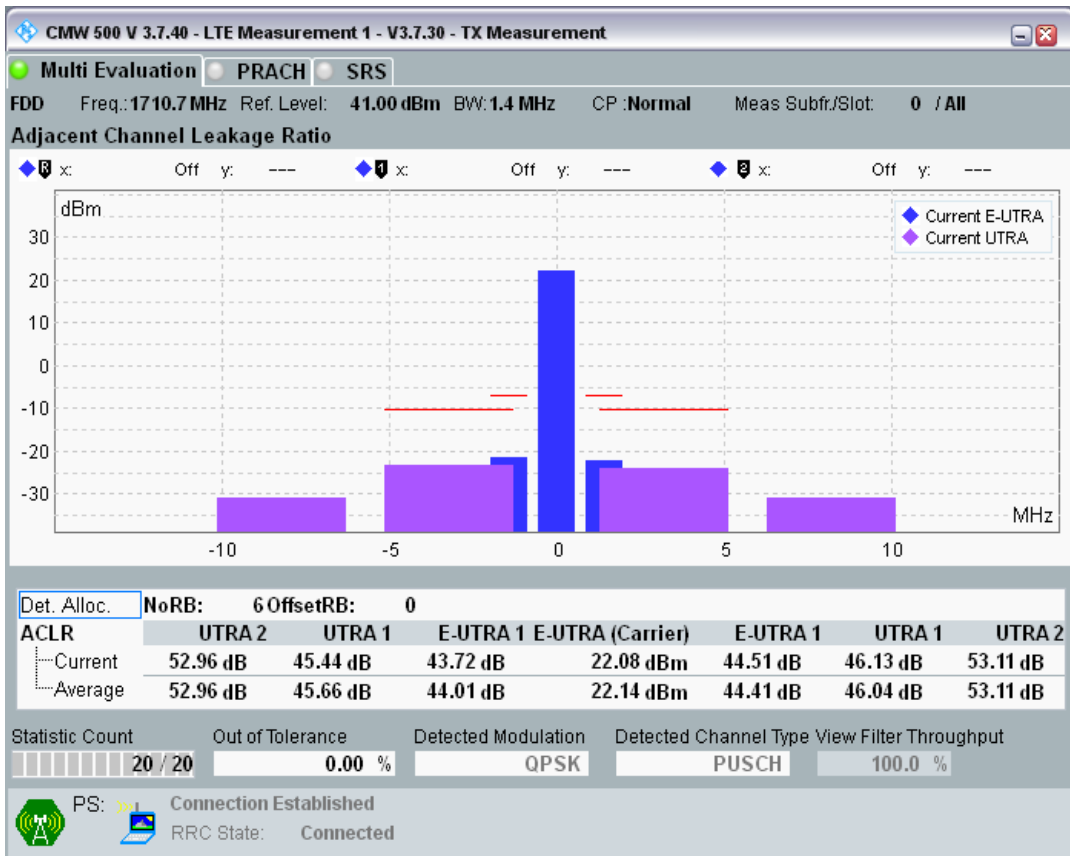 CMW 500 V 3.7.40 - LTE Measurement 1 - V3.7.30 - TX Measurement
Multi Evaluation PRACH SRS
FDD Freq.: 1710.7 MHz Ref. Level: 41.00 dBm BW: 1.4 MHz CP : Normal Meas Subfr./Slot: 0 / All
Adjacent Channel Leakage Ratio
R x: Off y: --- 1 x: Off y: --- 2 x: Off y: ---
dBm
Current E-UTRA
Current UTRA
30
20
10
0
-10
-20
-30
MHz
-10 -5 0 5 10
Det. Alloc. NoRB: 6 OffsetRB: 0
ACLR UTRA 2 UTRA 1 E-UTRA 1 E-UTRA (Carrier) E-UTRA 1 UTRA 1 UTRA 2
Current 52.96 dB 45.44 dB 43.72 dB 22.08 dBm 44.51 dB 46.13 dB 53.11 dB
Average 52.96 dB 45.66 dB 44.01 dB 22.14 dBm 44.41 dB 46.04 dB 53.11 dB
Statistic Count Out of Tolerance Detected Modulation Detected Channel Type View Filter Throughput
20 / 20 0.00 % QPSK PUSCH 100.0 %
PS: Connection Established
RRC State: Connected